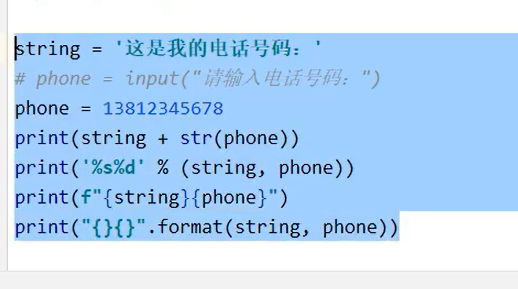 string = '这是我的电话号码：'
# phone = input("请输入电话号码：")
phone = 13812345678
print(string + str(phone))
print('%s%d' % (string, phone))
print(f"{string}{phone}")
print("{}{}".format(string, phone))